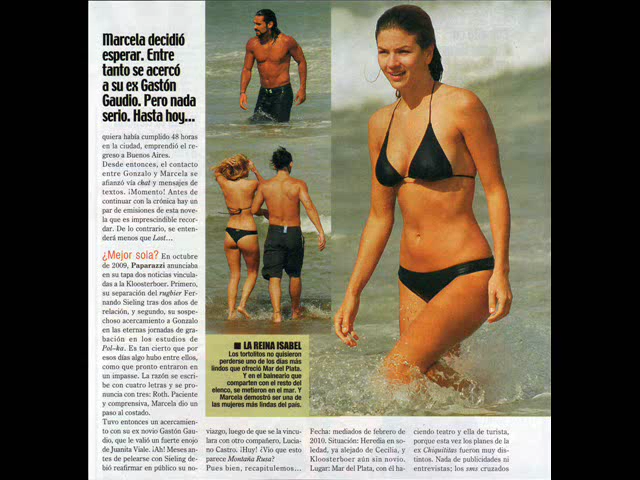 Marcela decidió
esperar. Entre
tanto se acercó
a su ex Gastón
Gaudio. Pero nada
serio. Hasta hoy...
quiera había cumplido 48 horas
en la ciudad, emprendió el re-
greso a Buenos Aires.
Desde entonces, el contacto
entre Gonzalo y Marcela se
afianzó vía chat y mensajes de
textos. ¡Momento! Antes de
continuar con la crónica hay un
par de emisiones de esta nove-
la que es imprescindible recor-
dar. De lo contrario, se enten-
derá menos que Lost...
¿Mejor sola? En octubre
de 2009, Paparazzi anunciaba
en su tapa dos noticias vincula-
das a la Kloosterboer. Primero,
su separación del rugbier Fer-
nando Sieling tras dos años de
relación, y segundo, su sospe-
choso acercamiento a Gonzalo
en las eternas jornadas de gra-
bación en los estudios de
Pol-ka. Es tan cierto que por
esos días algo hubo entre ellos,
como que pronto entraron en
un impasse. La razón se escri-
be con cuatro letras y se pro-
nuncia con tres: Roth. Paciente
y comprensiva, Marcela dio un
paso al costado.
Tuvo entonces un acercamien-
to con su ex novio Gastón Gau-
dio, que le valió un fuerte enojo
de Juanita Viale. ¡Ah! Meses an-
tes de pelearse con Sieling de-
bió reafirmar en público su no-
LA REINA ISABEL
Los tortolitos no quisieron
perderse uno de los días más
lindos que ofreció Mar del Plata.
Y en el balneario que
comparten con el resto del
elenco, se metieron en el mar. Y
Marcela demostró ser una de
las mujeres más lindas del país.
viazgo, luego de que se la vincula-
ra con otro compañero, Lucia-
no Castro. ¡Huy! ¿Vio que esto
parece Montaña Rusa?
Pues bien, recapitulemos...
Fecha: mediados de febrero de
2010. Situación: Heredia en so-
ledad, ya alejado de Cecilia, y
Kloosterboer aún sin novio.
Lugar: Mar del Plata, con él ha-
ciendo teatro y ella de turista,
porque esta vez los planes de la
ex Chiquititas fueron muy dis-
tintos. Nada de publicidades ni
entrevistas; los sms cruzados